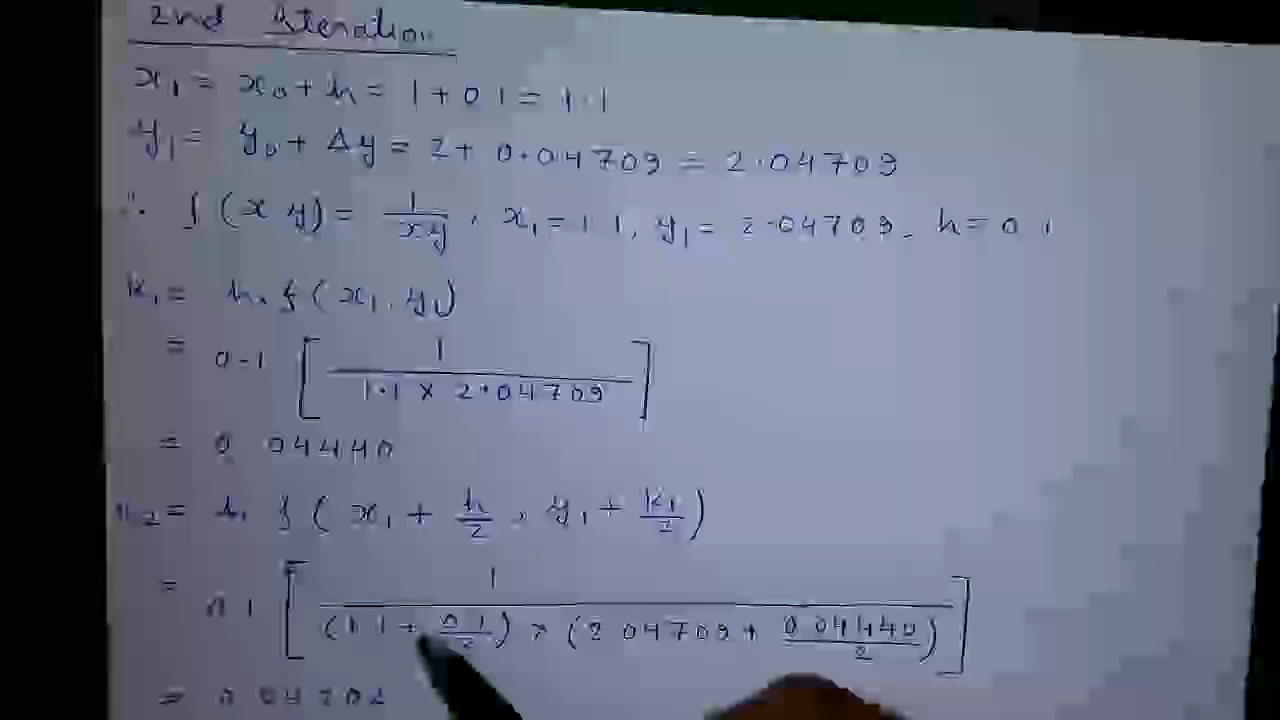 2nd Iteration
x₁ = x₀ + h = 1 + 0.1 = 1.1
y₁ = y₀ + Δy = 2 + 0.04709 = 2.04709
∴ f(x y) = 1/xy, x₁ = 1.1, y₁ = 2.04709, h = 0.1
k₁ = h. f(x₁, y₁)
= 0.1 [1 / (1.1 × 2.04709)]
= 0.04440
k₂ = h. f(x₁ + h/2, y₁ + k₁/2)
= 0.1 [1 / ((1.1 + 0.1/2) × (2.04709 + 0.04440/2))]
= 0.04202